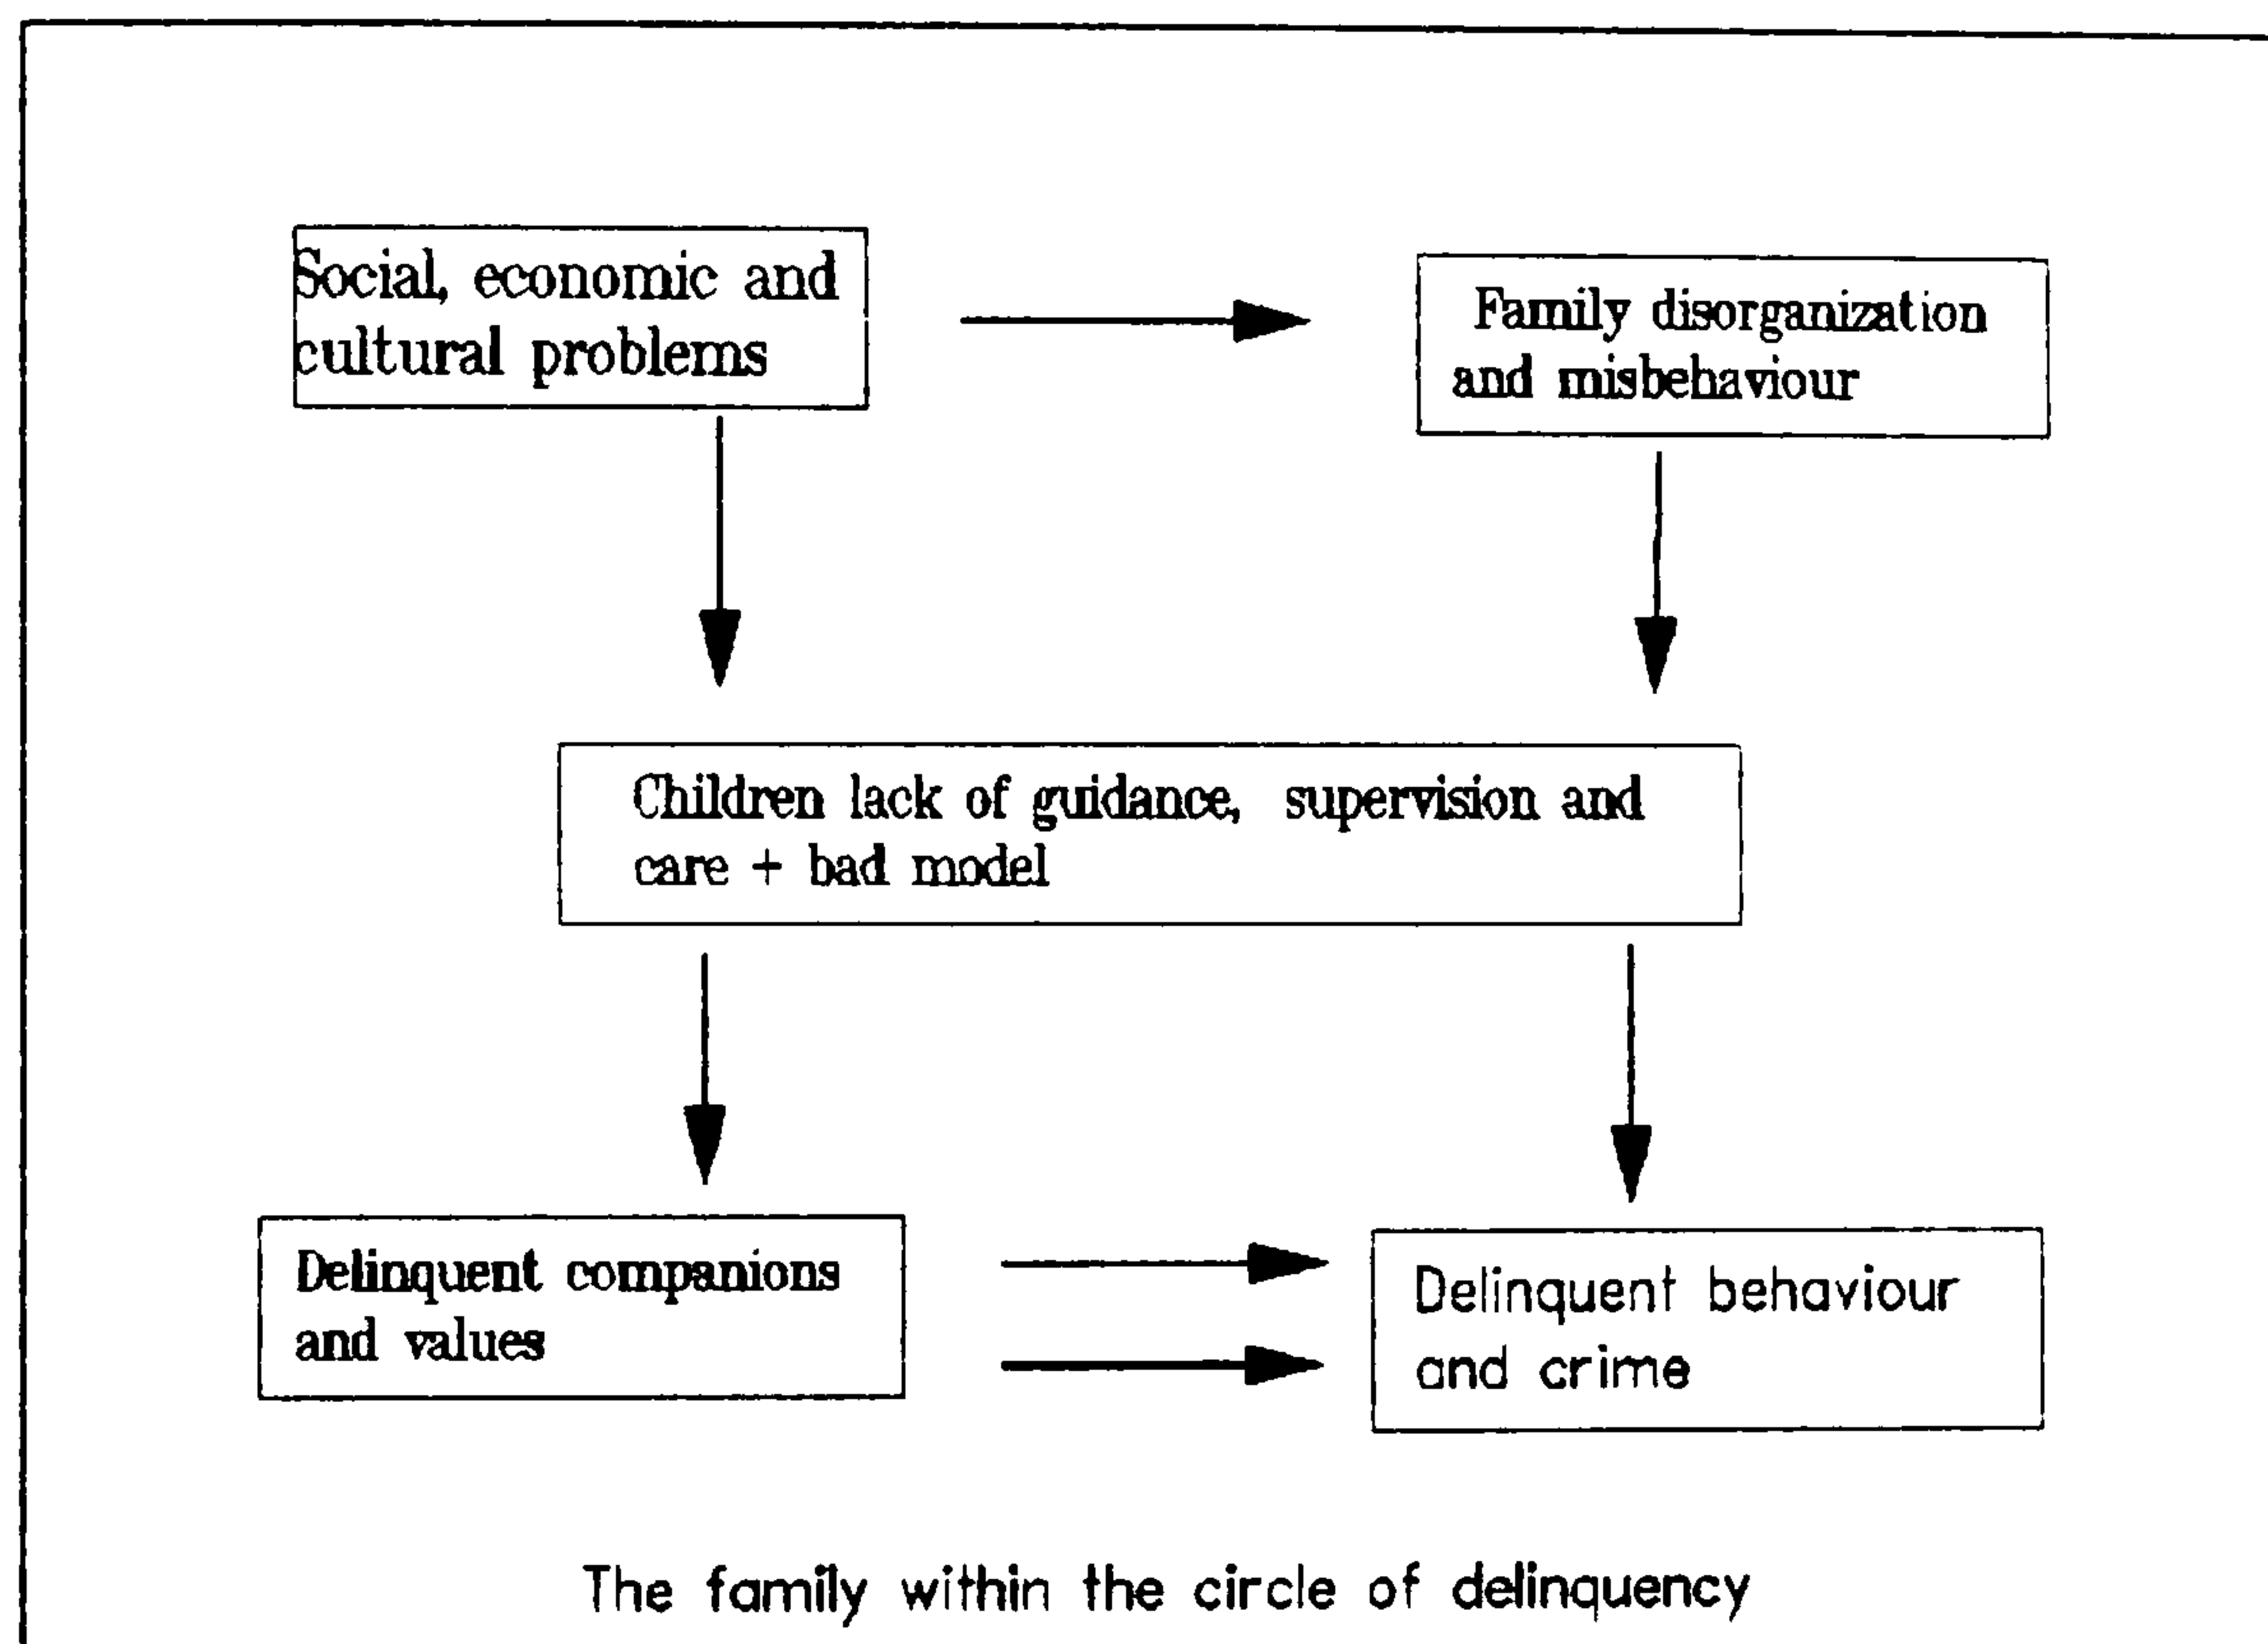 Social, economic and
cultural problems
Family disorganization
and misbehaviour
Children lack of guidance, supervision and
care + bad model
Delinquent companions
and values
Delinquent behaviour
and crime
The family within the circle of delinquency